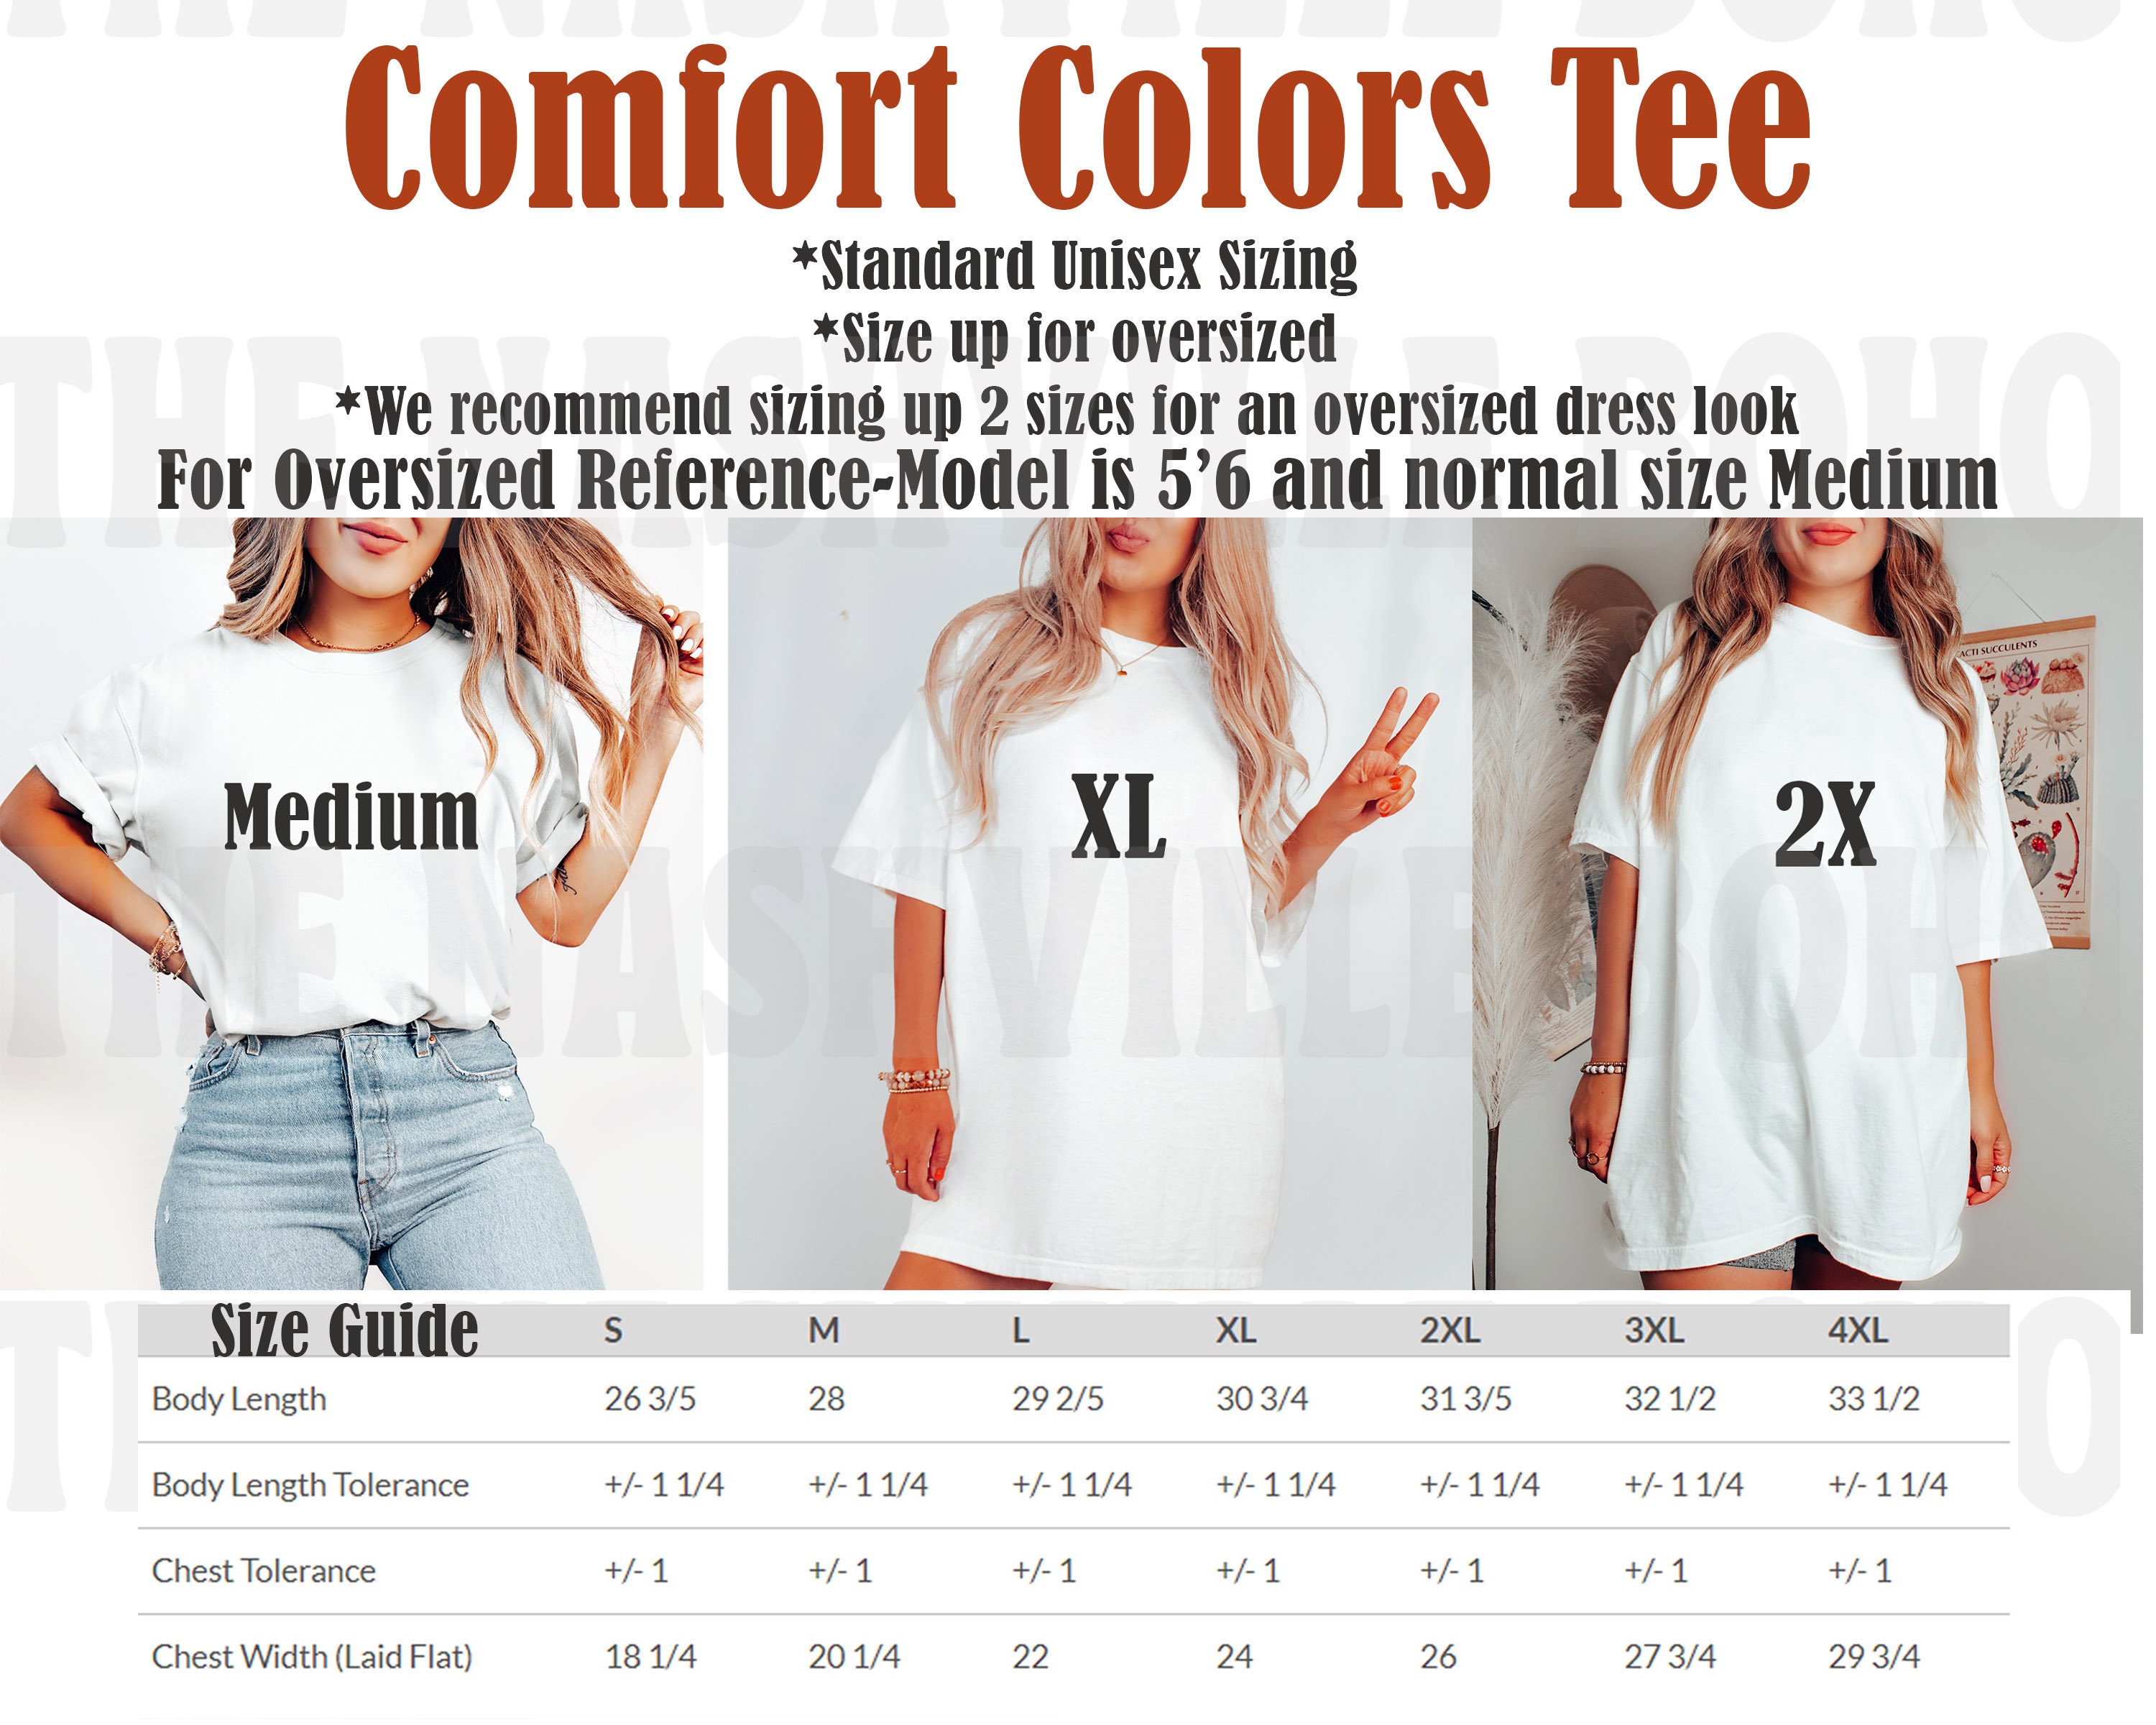 Comfort Colors Tee
*Standard Unisex Sizing
*Size up for oversized
*We recommend sizing up 2 sizes for an oversized dress look
For Oversized Reference-Model is 5’6 and normal size Medium
THE NASHVILLE BOHO
Medium
XL
2X
ACTI SUCCULENTS
THE NASHVILLE BOHO
Size Guide S M L XL 2XL 3XL 4XL
Body Length 26 3/5 28 29 2/5 30 3/4 31 3/5 32 1/2 33 1/2
Body Length Tolerance +/- 1 1/4 +/- 1 1/4 +/- 1 1/4 +/- 1 1/4 +/- 1 1/4 +/- 1 1/4 +/- 1 1/4
Chest Tolerance +/- 1 +/- 1 +/- 1 +/- 1 +/- 1 +/- 1 +/- 1
Chest Width (Laid Flat) 18 1/4 20 1/4 22 24 26 27 3/4 29 3/4